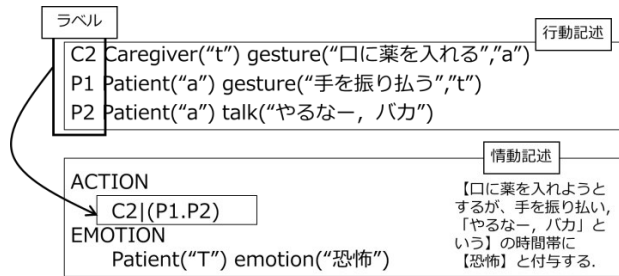 ラベル
行動記述
C2 Caregiver(“t”) gesture(“口に薬を入れる”,”a”)
P1 Patient(“a”) gesture(“手を振り払う”,”t”)
P2 Patient(“a”) talk(“やるなー，バカ”)
情動記述
ACTION
C2|(P1.P2)
EMOTION
Patient(“T”) emotion(“恐怖”)
【口に薬を入れようと
するが、手を振り払い,
「やるなー，バカ」と
いう】の時間帯に
【恐怖】と付与する.